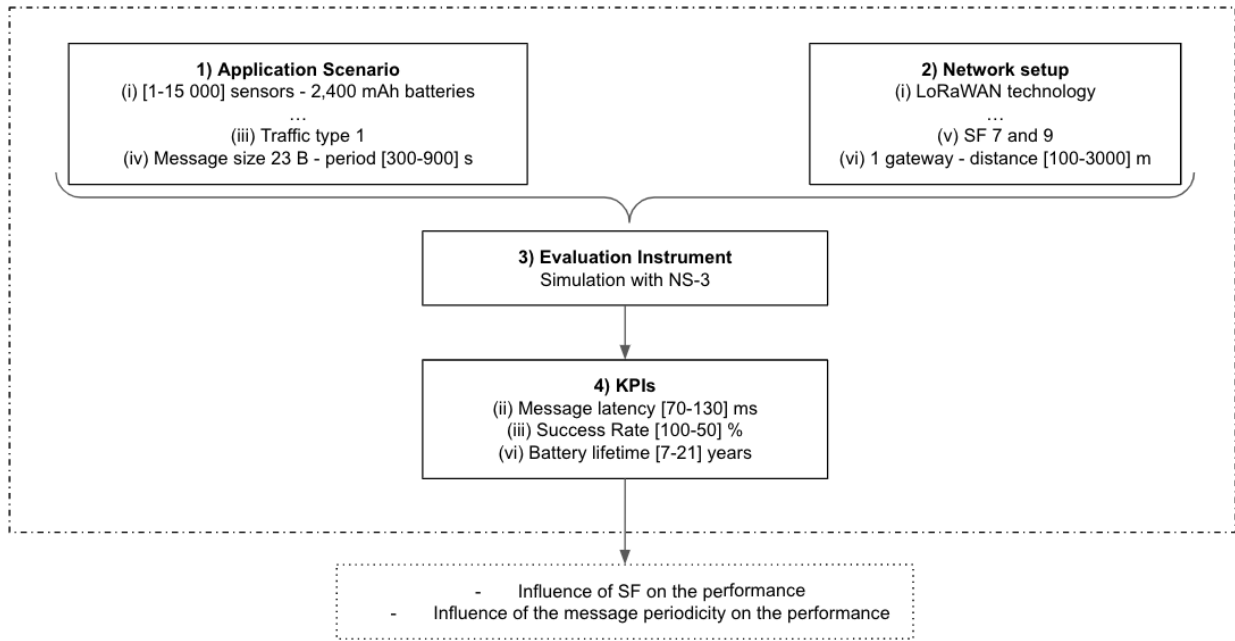 1) Application Scenario
(i) [1-15 000] sensors - 2,400 mAh batteries
...
(iii) Traffic type 1
(iv) Message size 23 B - period [300-900] s
2) Network setup
(i) LoRaWAN technology
...
(v) SF 7 and 9
(vi) 1 gateway - distance [100-3000] m
3) Evaluation Instrument
Simulation with NS-3
4) KPIs
(ii) Message latency [70-130] ms
(iii) Success Rate [100-50] %
(vi) Battery lifetime [7-21] years
- Influence of SF on the performance
- Influence of the message periodicity on the performance